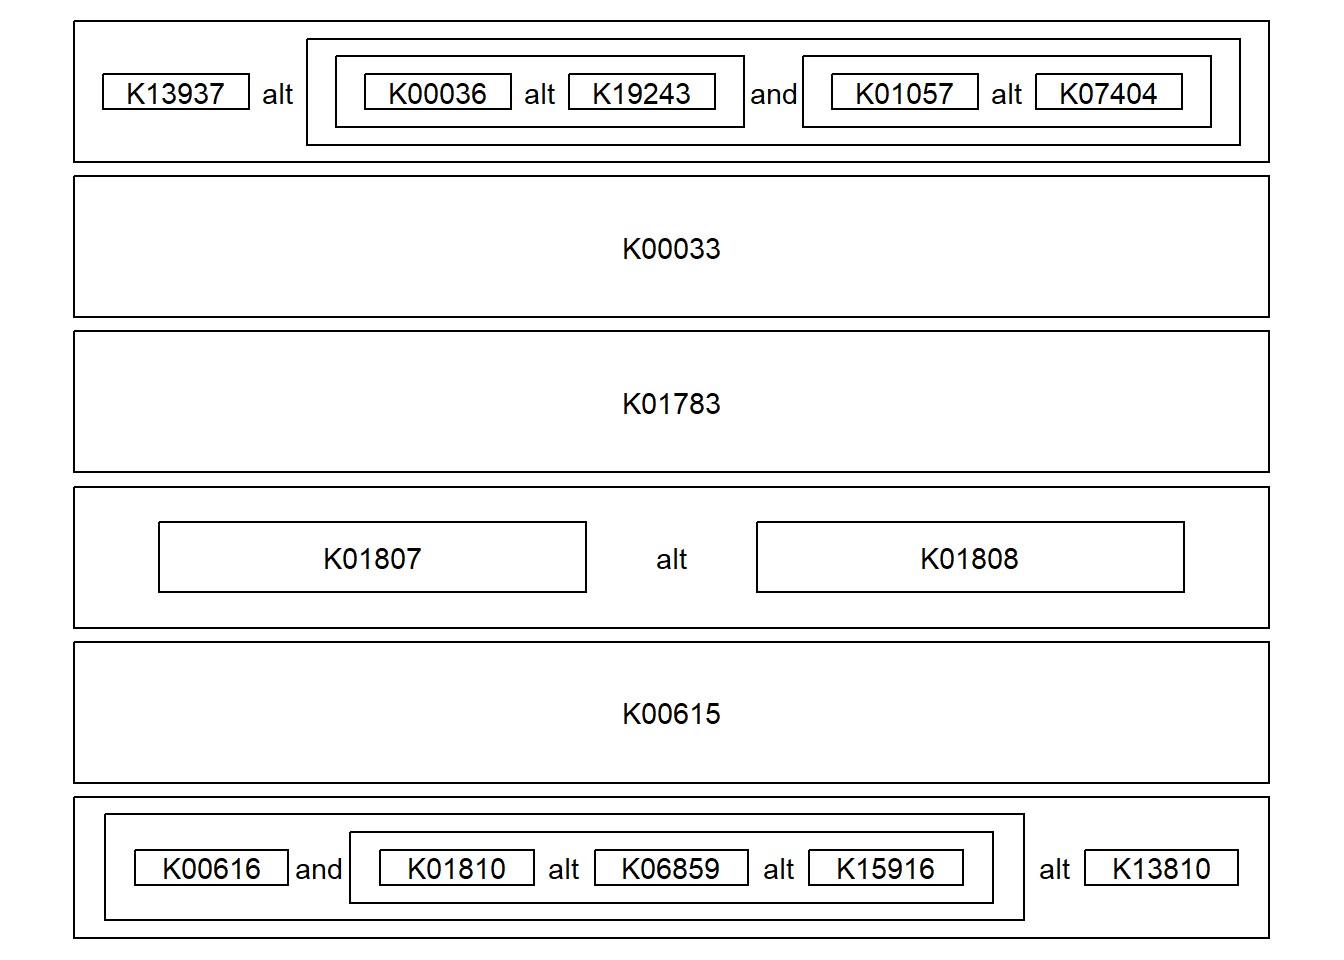 K13937 alt K00036 alt K19243 and K01057 alt K07404
K00033
K01783
K01807 alt K01808
K00615
K00616 and K01810 alt K06859 alt K15916 alt K13810